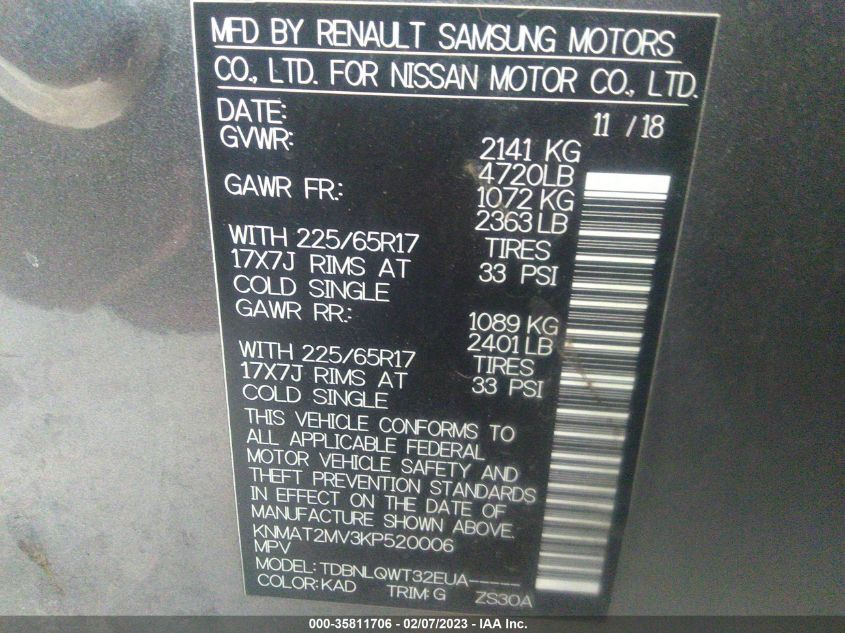 MFD BY RENAULT SAMSUNG MOTORS
CO., LTD. FOR NISSAN MOTOR CO., LTD.
DATE: 11 / 18
GVWR: 2141 KG
4720LB
GAWR FR.: 1072 KG
2363 LB
WITH 225/65R17 TIRES
17X7J RIMS AT 33 PSI
COLD SINGLE
GAWR RR.: 1089 KG
2401 LB
WITH 225/65R17 TIRES
17X7J RIMS AT 33 PSI
COLD SINGLE
THIS VEHICLE CONFORMS TO
ALL APPLICABLE FEDERAL
MOTOR VEHICLE SAFETY AND
THEFT PREVENTION STANDARDS
IN EFFECT ON THE DATE OF
MANUFACTURE SHOWN ABOVE.
KNMAT2MV3KP520006
MPV
MODEL: TDBNLQWT32EUA-----
COLOR: KAD TRIM: G ZS30A
000-35811706 - 02/07/2023 - IAA Inc.